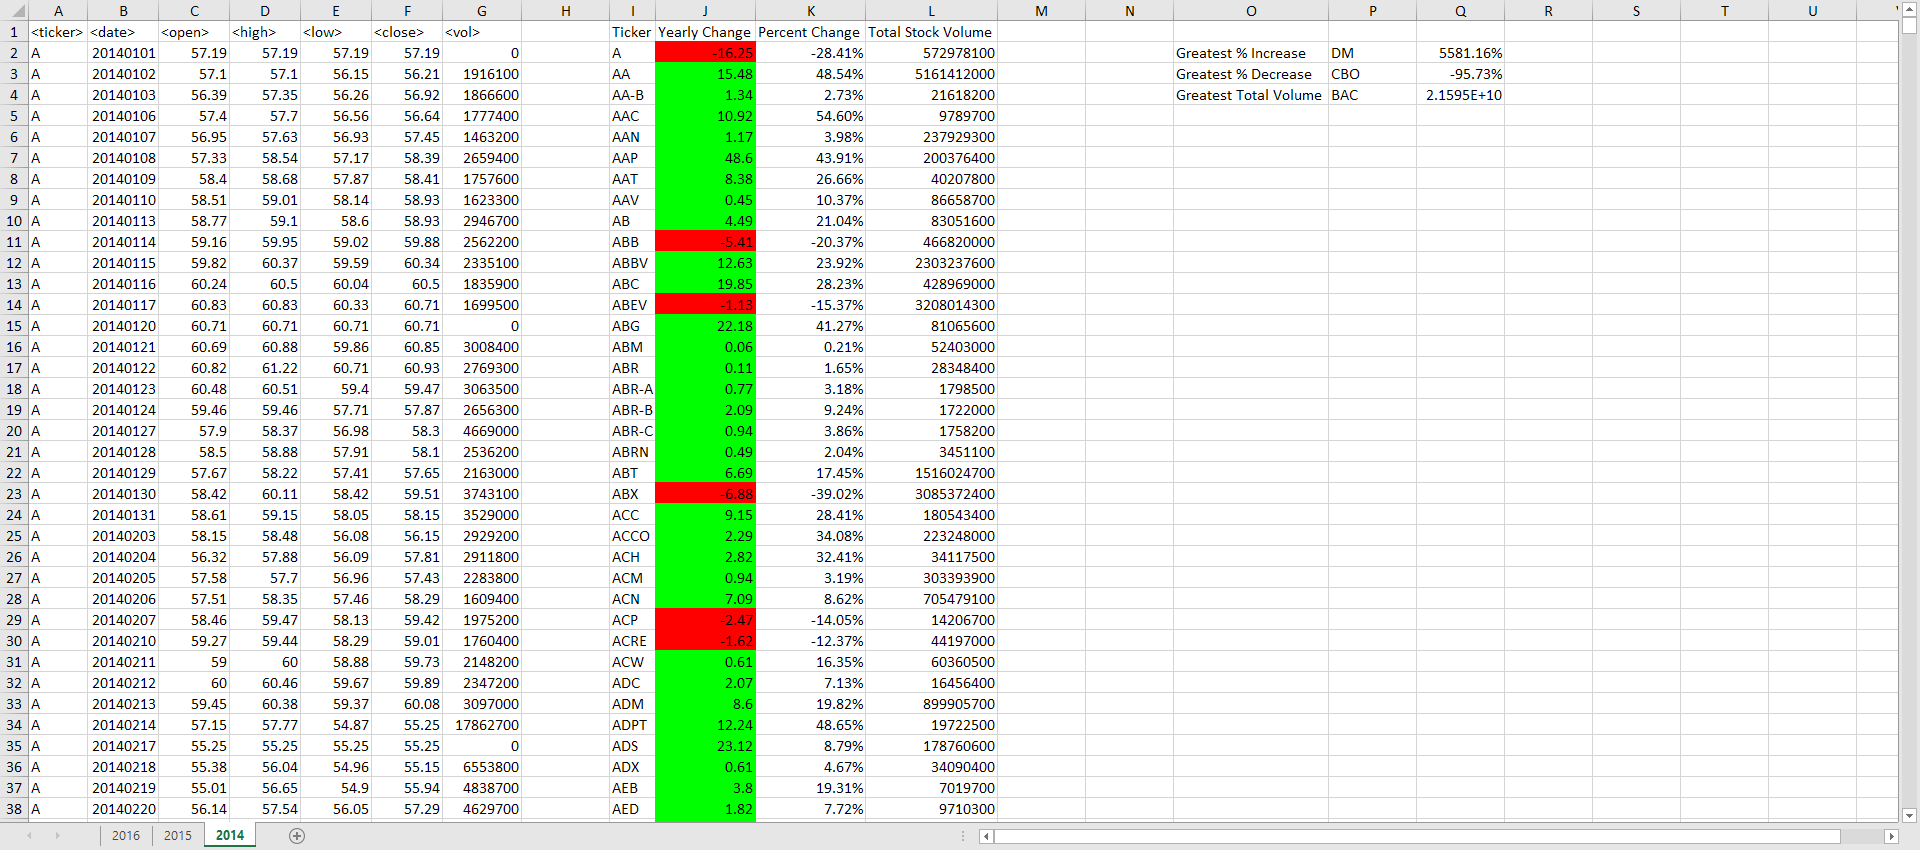 A B C D E F G H I J K L M N O P Q R S T U
1 <ticker> <date> <open> <high> <low> <close> <vol> Ticker Yearly Change Percent Change Total Stock Volume
2 A 20140101 57.19 57.19 57.19 57.19 0 A -16.25 -28.41% 572978100 Greatest % Increase DM 5581.16%
3 A 20140102 57.1 57.1 56.15 56.21 1916100 AA 15.48 48.54% 5161412000 Greatest % Decrease CBO -95.73%
4 A 20140103 56.39 57.35 56.26 56.92 1866600 AA-B 1.34 2.73% 21618200 Greatest Total Volume BAC 2.1595E+10
5 A 20140106 57.4 57.7 56.56 56.64 1777400 AAC 10.92 54.60% 9789700
6 A 20140107 56.95 57.63 56.93 57.45 1463200 AAN 1.17 3.98% 237929300
7 A 20140108 57.33 58.54 57.17 58.39 2659400 AAP 48.6 43.91% 200376400
8 A 20140109 58.4 58.68 57.87 58.41 1757600 AAT 8.38 26.66% 40207800
9 A 20140110 58.51 59.01 58.14 58.93 1623300 AAV 0.45 10.37% 86658700
10 A 20140113 58.77 59.1 58.6 58.93 2946700 AB 4.49 21.04% 83051600
11 A 20140114 59.16 59.95 59.02 59.88 2562200 ABB -5.41 -20.37% 466820000
12 A 20140115 59.82 60.37 59.59 60.34 2335100 ABBV 12.63 23.92% 2303237600
13 A 20140116 60.24 60.5 60.04 60.5 1835900 ABC 19.85 28.23% 428969000
14 A 20140117 60.83 60.83 60.33 60.71 1699500 ABEV -1.13 -15.37% 3208014300
15 A 20140120 60.71 60.71 60.71 60.71 0 ABG 22.18 41.27% 81065600
16 A 20140121 60.69 60.88 59.86 60.85 3008400 ABM 0.06 0.21% 52403000
17 A 20140122 60.82 61.22 60.71 60.93 2769300 ABR 0.11 1.65% 28348400
18 A 20140123 60.48 60.51 59.4 59.47 3063500 ABR-A 0.77 3.18% 1798500
19 A 20140124 59.46 59.46 57.71 57.87 2656300 ABR-B 2.09 9.24% 1722000
20 A 20140127 57.9 58.37 56.98 58.3 4669000 ABR-C 0.94 3.86% 1758200
21 A 20140128 58.5 58.88 57.91 58.1 2536200 ABRN 0.49 2.04% 3451100
22 A 20140129 57.67 58.22 57.41 57.65 2163000 ABT 6.69 17.45% 1516024700
23 A 20140130 58.42 60.11 58.42 59.51 3743100 ABX -6.88 -39.02% 3085372400
24 A 20140131 58.61 59.15 58.05 58.15 3529000 ACC 9.15 28.41% 180543400
25 A 20140203 58.15 58.48 56.08 56.15 2929200 ACCO 2.29 34.08% 223248000
26 A 20140204 56.32 57.88 56.09 57.81 2911800 ACH 2.82 32.41% 34117500
27 A 20140205 57.58 57.7 56.96 57.43 2283800 ACM 0.94 3.19% 303393900
28 A 20140206 57.51 58.35 57.46 58.29 1609400 ACN 7.09 8.62% 705479100
29 A 20140207 58.46 59.47 58.13 59.42 1975200 ACP -2.47 -14.05% 14206700
30 A 20140210 59.27 59.44 58.29 59.01 1760400 ACRE -1.62 -12.37% 44197000
31 A 20140211 59 60 58.88 59.73 2148200 ACW 0.61 16.35% 60360500
32 A 20140212 60 60.46 59.67 59.89 2347200 ADC 2.07 7.13% 16456400
33 A 20140213 59.45 60.38 59.37 60.08 3097000 ADM 8.6 19.82% 899905700
34 A 20140214 57.15 57.77 54.87 55.25 17862700 ADPT 12.24 48.65% 19722500
35 A 20140217 55.25 55.25 55.25 55.25 0 ADS 23.12 8.79% 178760600
36 A 20140218 55.38 56.04 54.96 55.15 6553800 ADX 0.61 4.67% 34090400
37 A 20140219 55.01 56.65 54.9 55.94 4838700 AEB 3.8 19.31% 7019700
38 A 20140220 56.14 57.54 56.05 57.29 4629700 AED 1.82 7.72% 9710300
2016 2015 2014